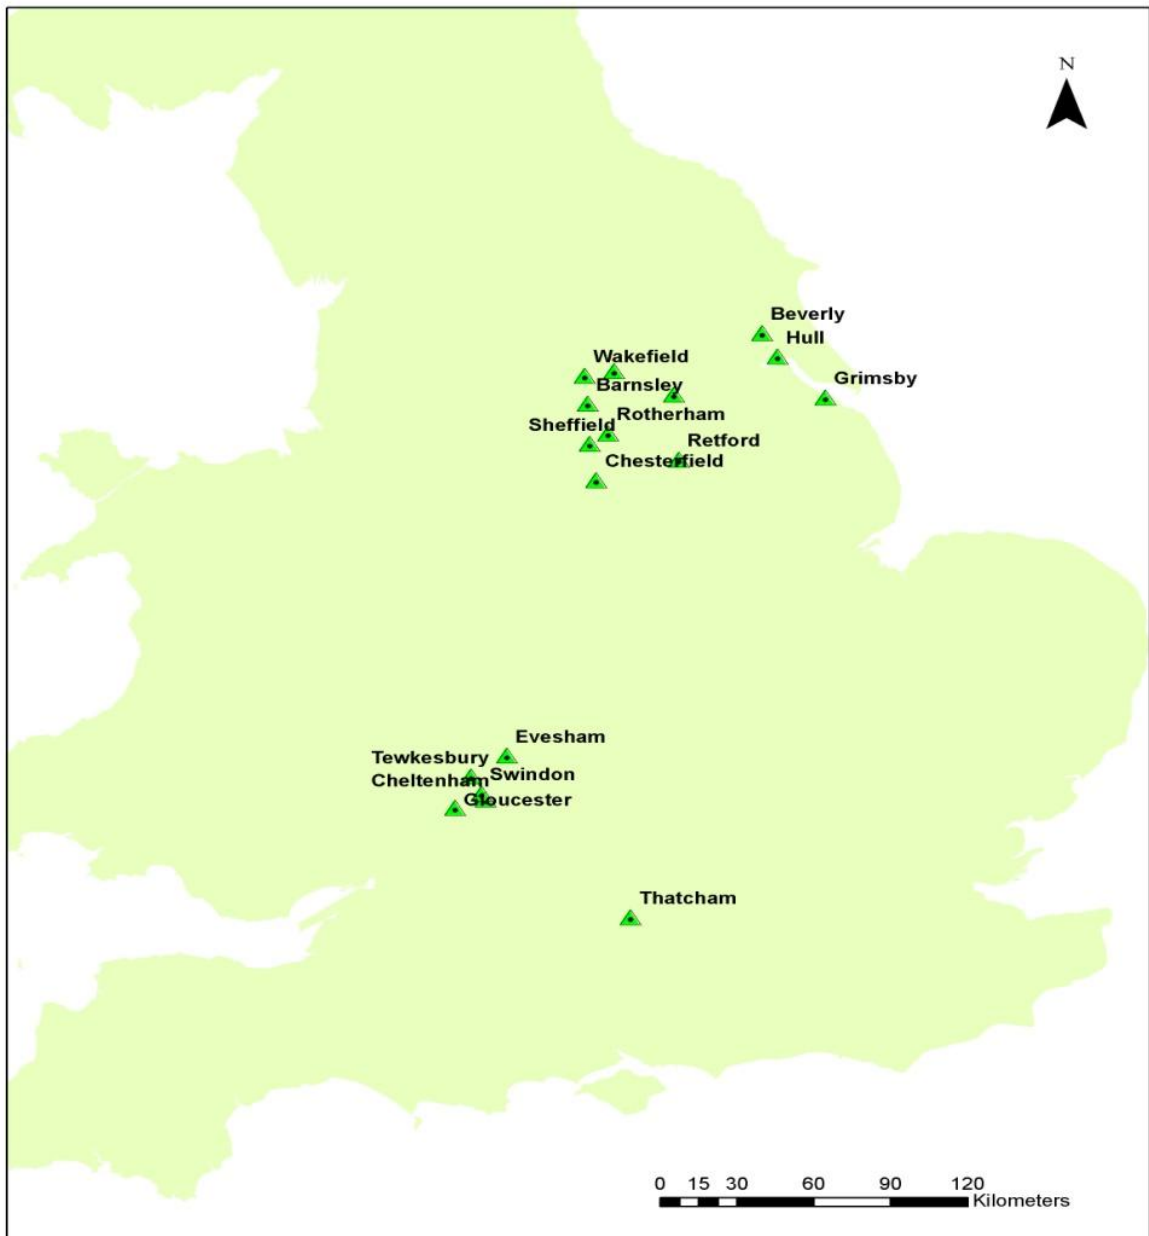 N
Beverly
Hull
Wakefield
Grimsby
Barnsley
Rotherham
Sheffield
Retford
Chesterfield
Evesham
Tewkesbury
Swindon
Cheltenham
Gloucester
Thatcham
0 15 30 60 90 120
Kilometers